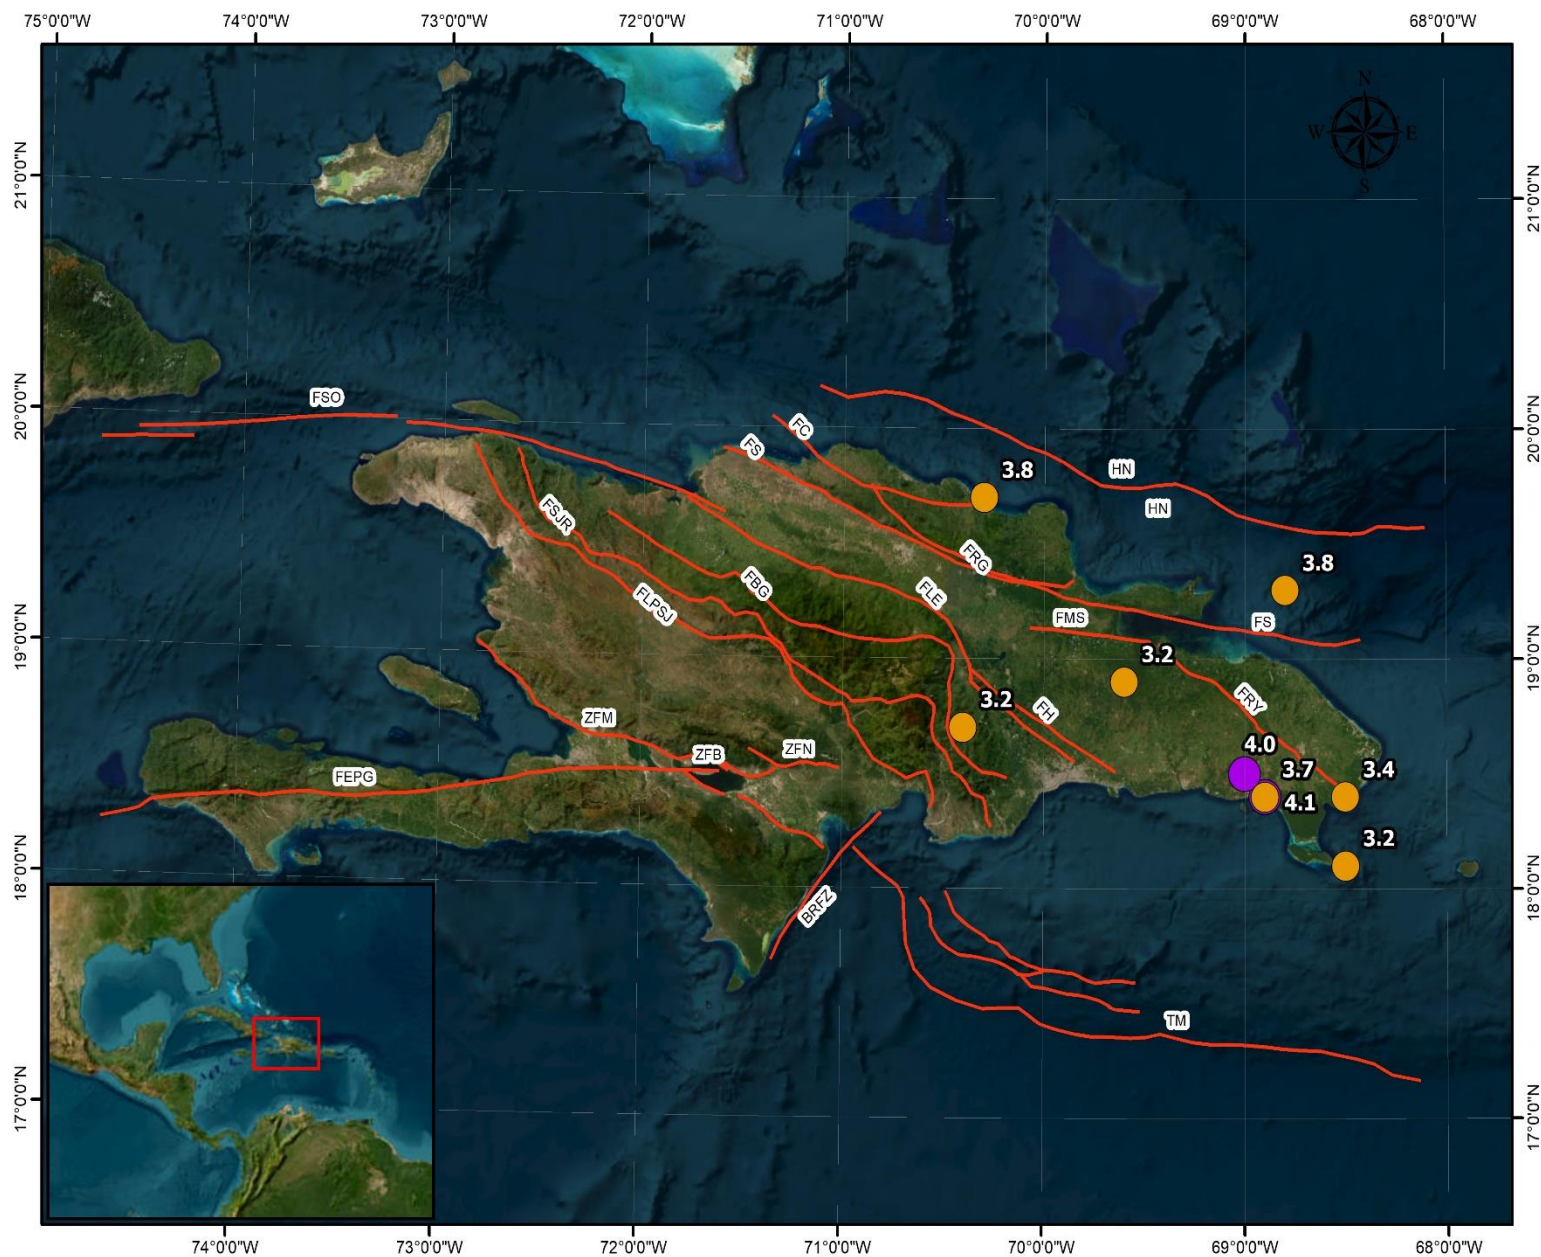 75°0'0"W 74°0'0"W 73°0'0"W 72°0'0"W 71°0'0"W 70°0'0"W 69°0'0"W 68°0'0"W
N
W E
S
21°0'0"N 21°0'0"N
20°0'0"N 20°0'0"N
FSO
FC
FS
3.8
HN
HN
FSJR
FRG
3.8
FBG
FLE
FLPSJ
FMS
FS
19°0'0"N 19°0'0"N
3.2
3.2
FRY
FH
ZFM
ZFB
ZFN
4.0
3.7
3.4
FEPG
4.1
3.2
18°0'0"N 18°0'0"N
BRFZ
TM
17°0'0"N 17°0'0"N
74°0'0"W 73°0'0"W 72°0'0"W 71°0'0"W 70°0'0"W 69°0'0"W 68°0'0"W